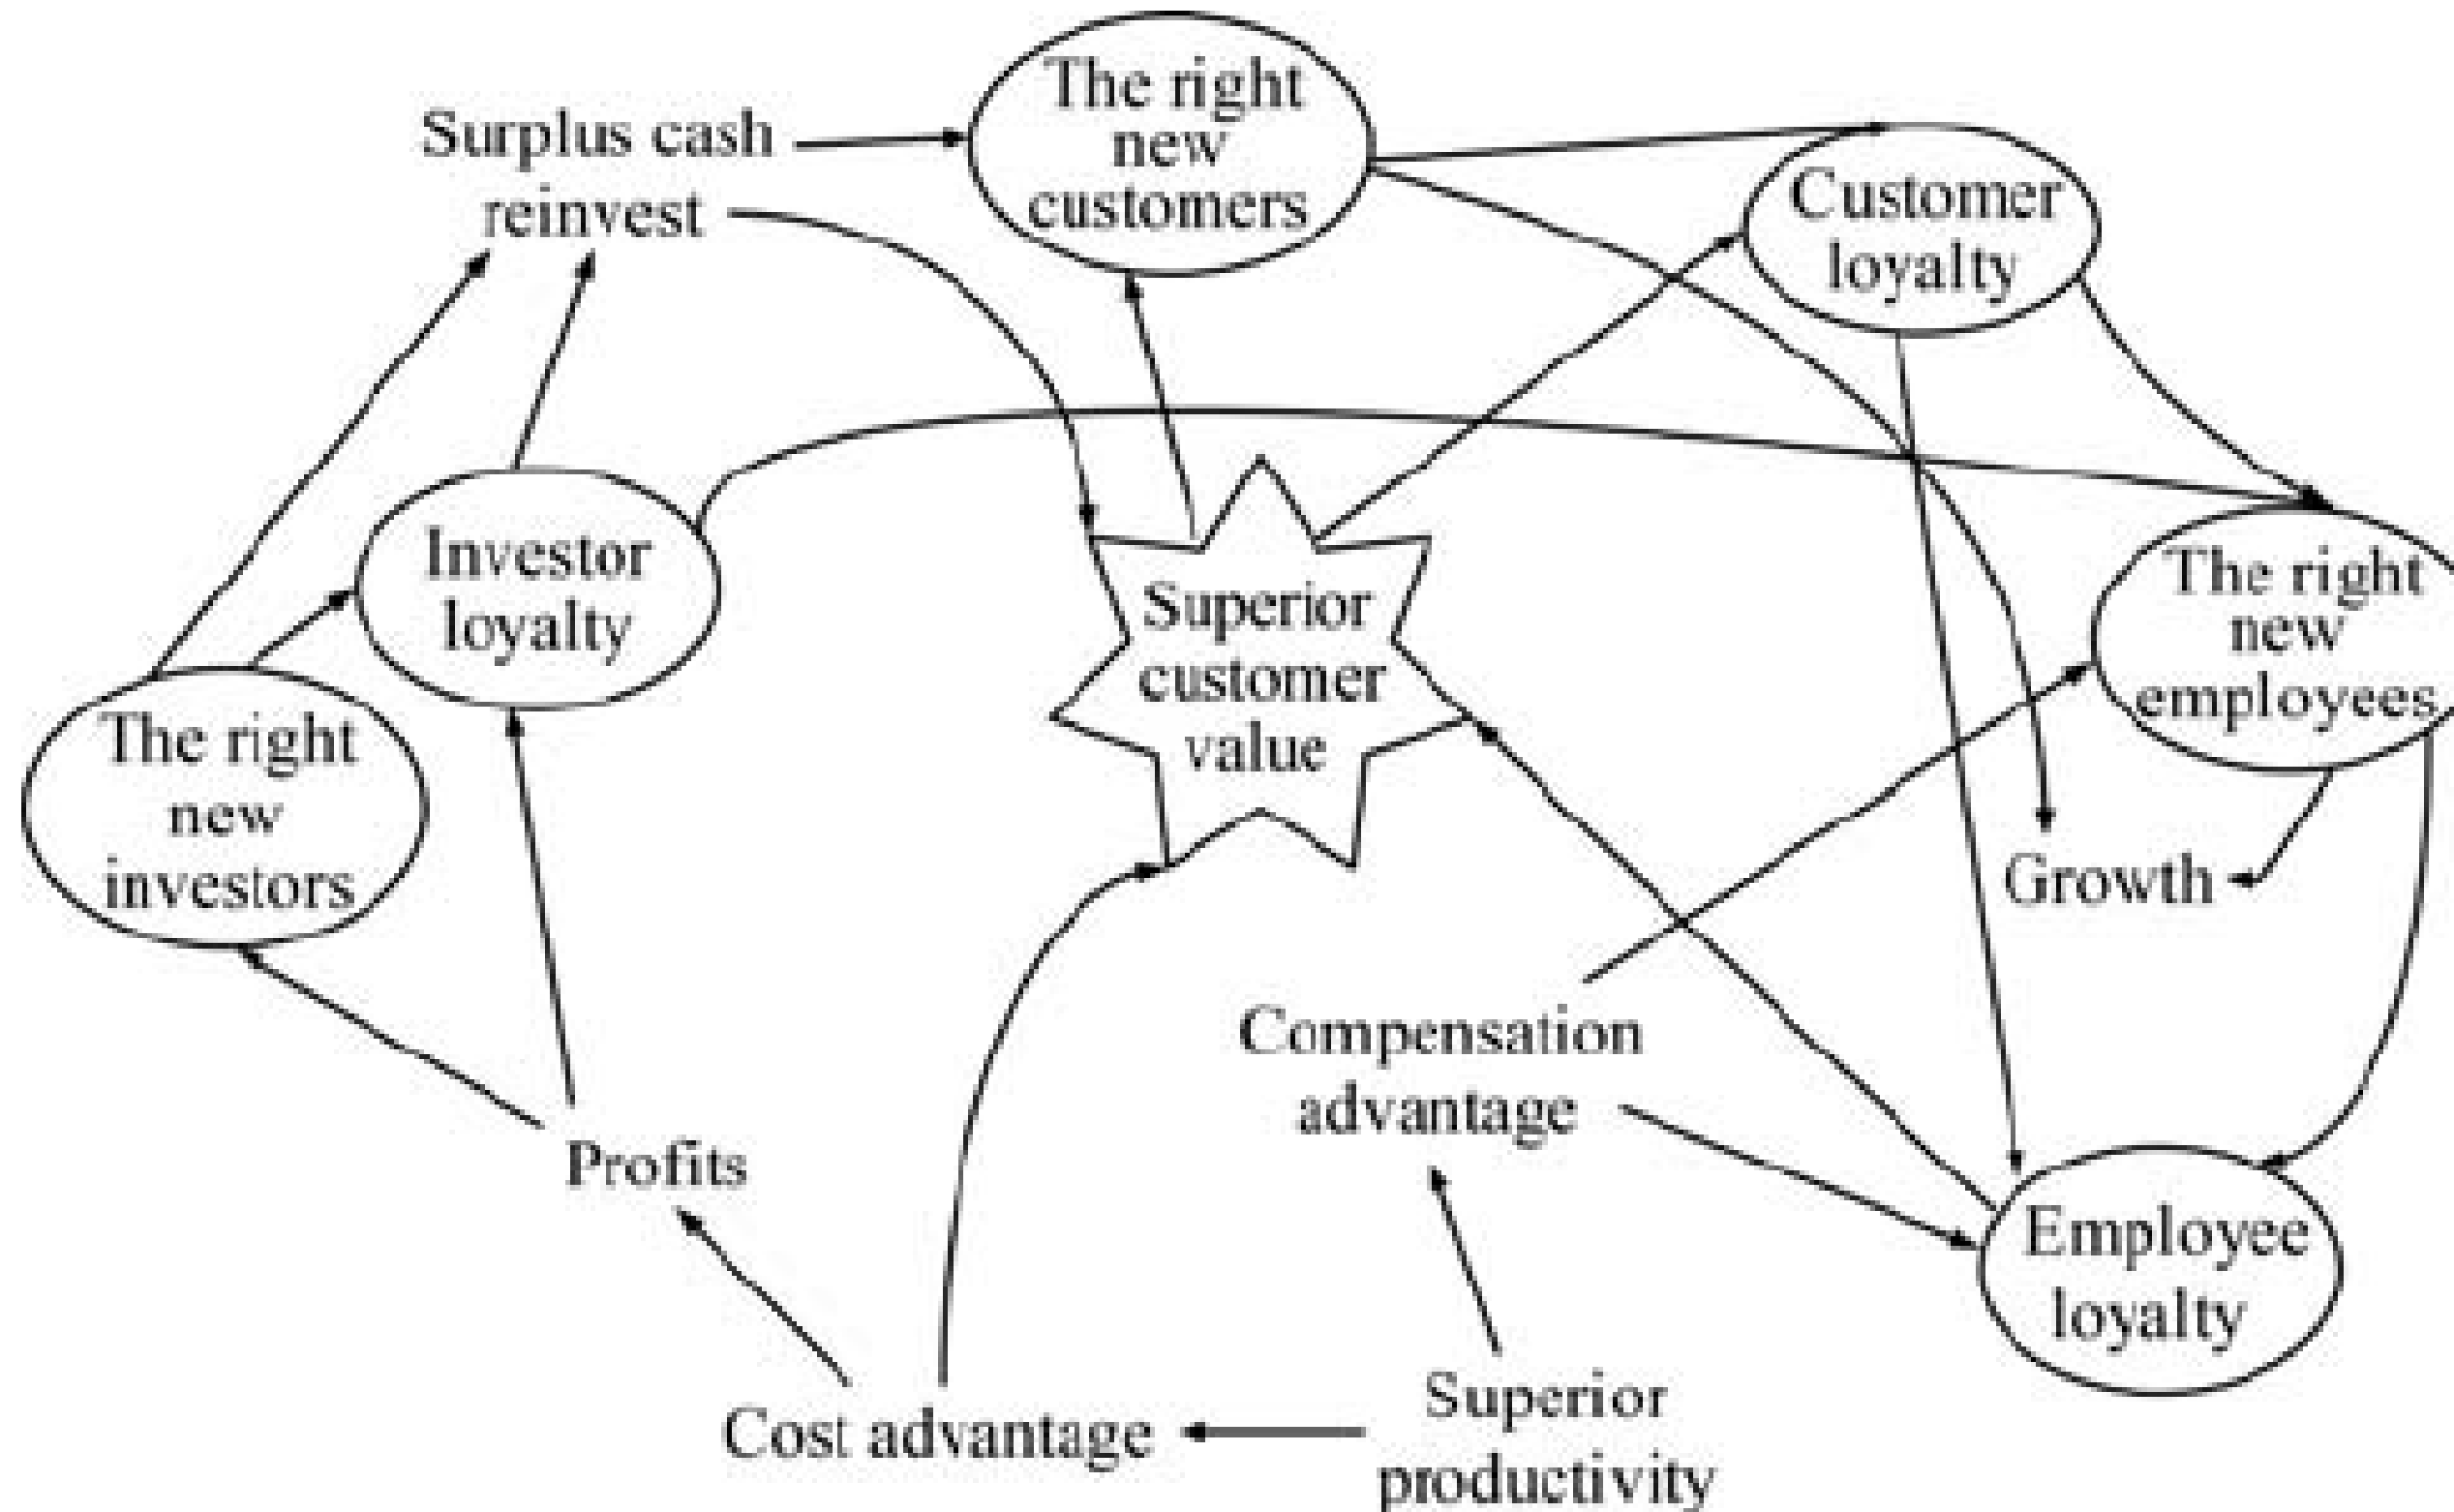 The right
new
customers
Surplus cash
reinvest
Customer
loyalty
Investor
loyalty
The right
new
employees
Superior
customer
value
The right
new
investors
Growth
Compensation
advantage
Profits
Employee
loyalty
Cost advantage
Superior
productivity